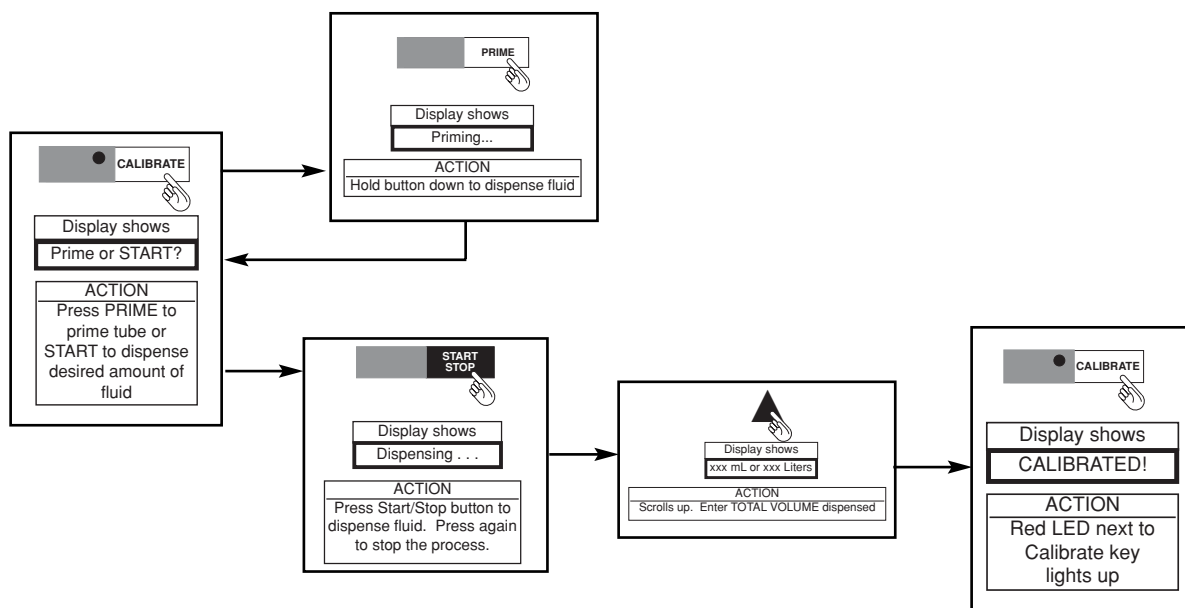 PRIME
Display shows
Priming...
ACTION
Hold button down to dispense fluid
CALIBRATE
Display shows
Prime or START?
ACTION
Press PRIME to
prime tube or
START to dispense
desired amount of
fluid
START
STOP
Display shows
Dispensing . . .
ACTION
Press Start/Stop button to
dispense fluid. Press again
to stop the process.
Display shows
xxx mL or xxx Liters
ACTION
Scrolls up. Enter TOTAL VOLUME dispensed
CALIBRATE
Display shows
CALIBRATED!
ACTION
Red LED next to
Calibrate key
lights up